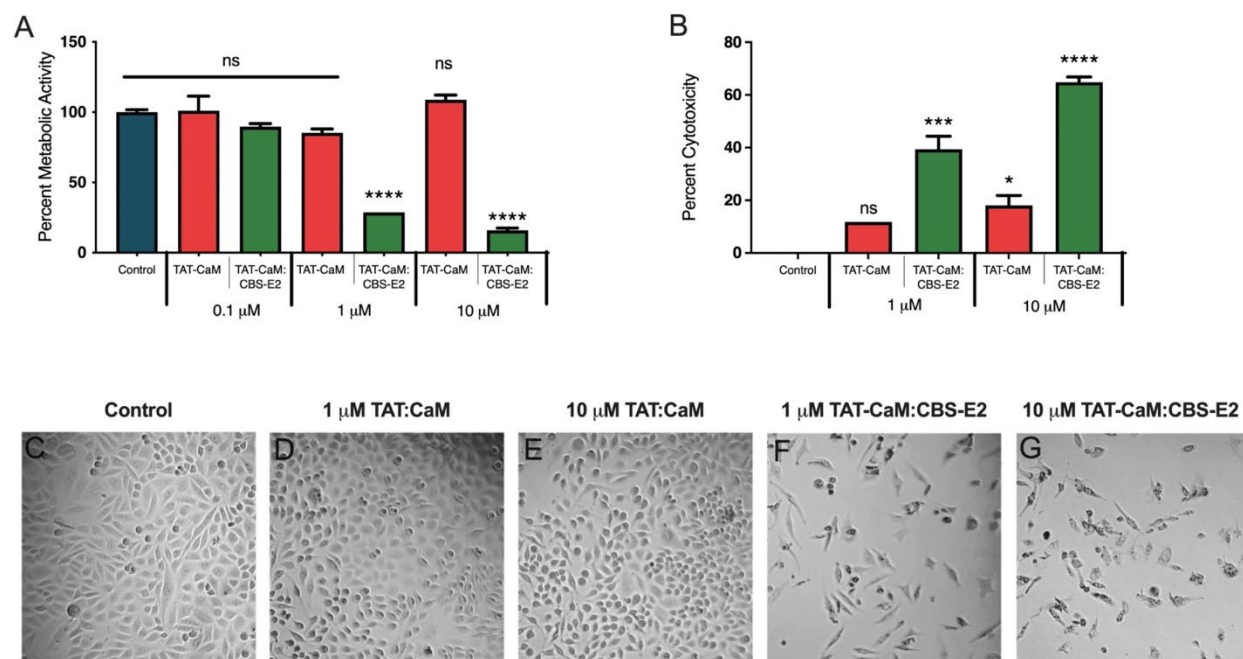 A
Percent Metabolic Activity
150
100
50
0
ns
ns
****
****
Control
TAT-CaM
TAT-CaM:
CBS-E2
TAT-CaM
TAT-CaM:
CBS-E2
TAT-CaM
TAT-CaM:
CBS-E2
0.1 μM
1 μM
10 μM
B
Percent Cytotoxicity
80
60
40
20
0
ns
***
*
****
Control
TAT-CaM
TAT-CaM:
CBS-E2
TAT-CaM
TAT-CaM:
CBS-E2
1 μM
10 μM
Control
1 μM TAT:CaM
10 μM TAT:CaM
1 μM TAT-CaM:CBS-E2
10 μM TAT-CaM:CBS-E2
C
D
E
F
G